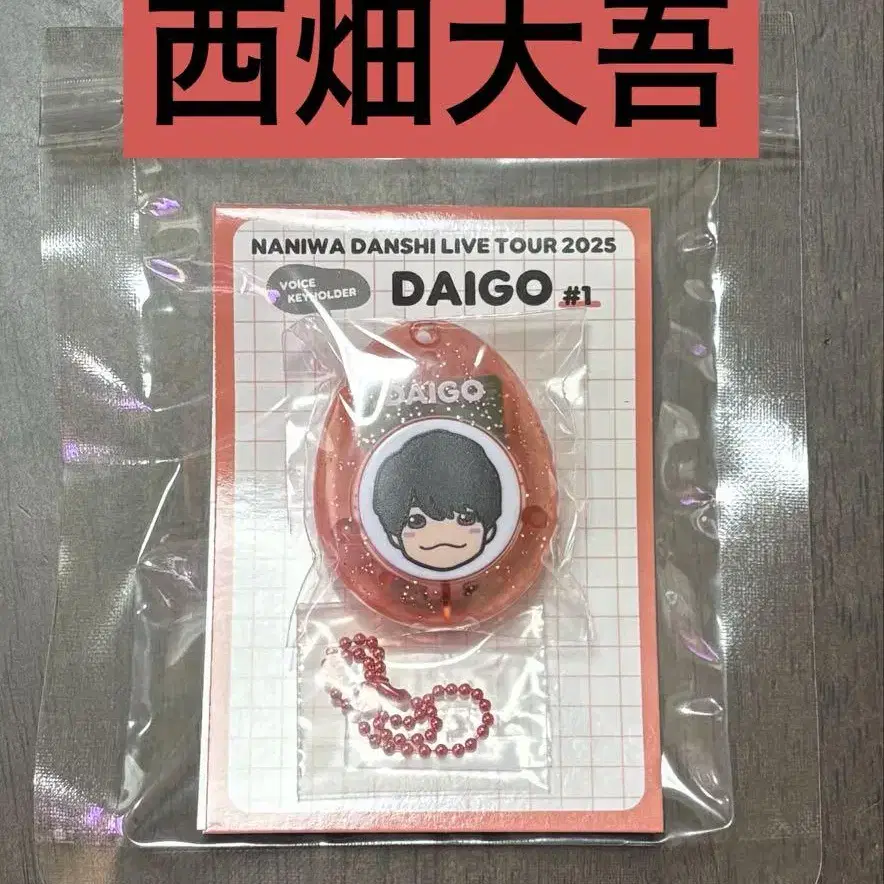 西畑大吾
NANIWA DANSHI LIVE TOUR 2025
VOICE
KEYHOLDER
DAIGO #1
DAIGO